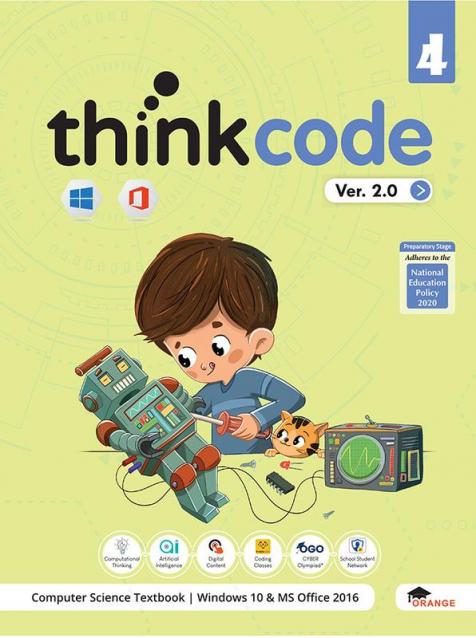 4
thinkcode
Ver. 2.0
Preparatory Stage
Adheres to the
National
Education
Policy
2020
Computational
Thinking
ai
Artificial
Intelligence
Digital
Content
Coding
Classes
OGO
CYBER
Olympiad
School Student
Network
Computer Science Textbook | Windows 10 & MS Office 2016
ORANGE